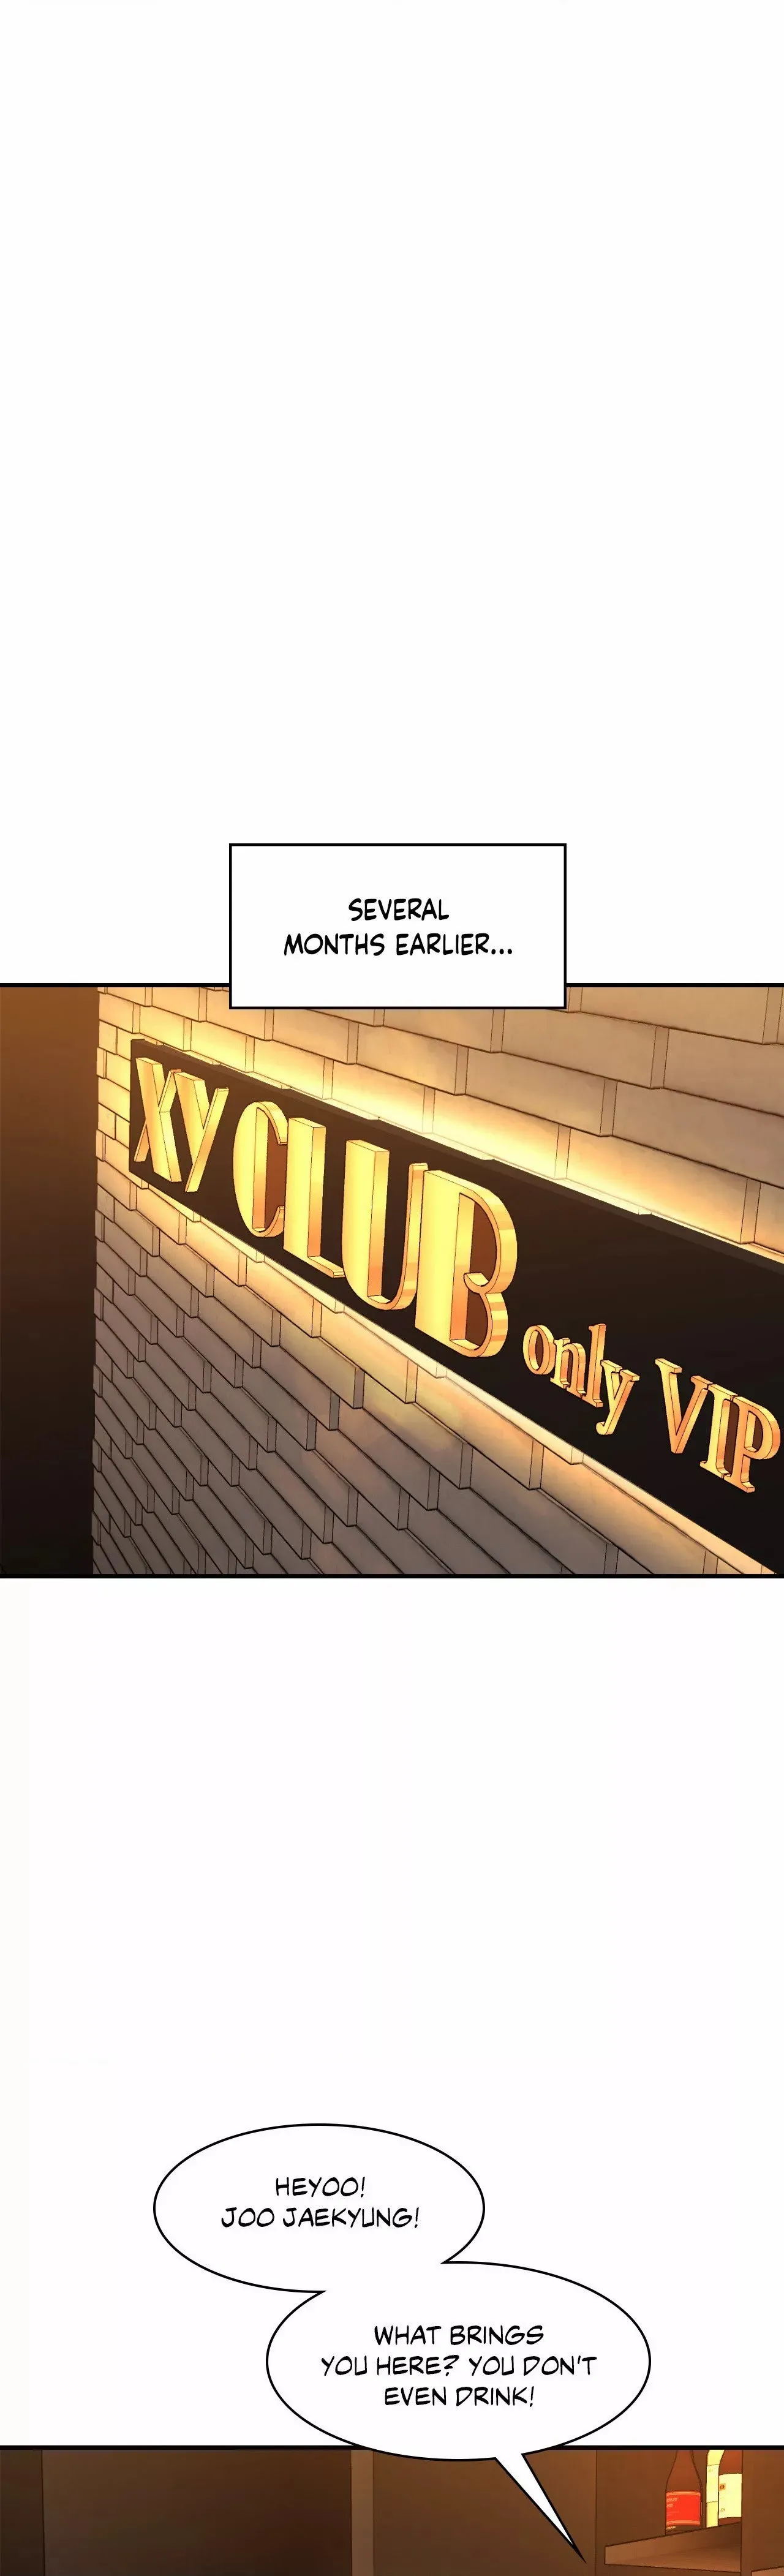 SEVERAL
MONTHS EARLIER...
XY CLUB only VIP
HEYOO!
JOO JAEKYUNG!
WHAT BRINGS
YOU HERE? YOU DON'T
EVEN DRINK!